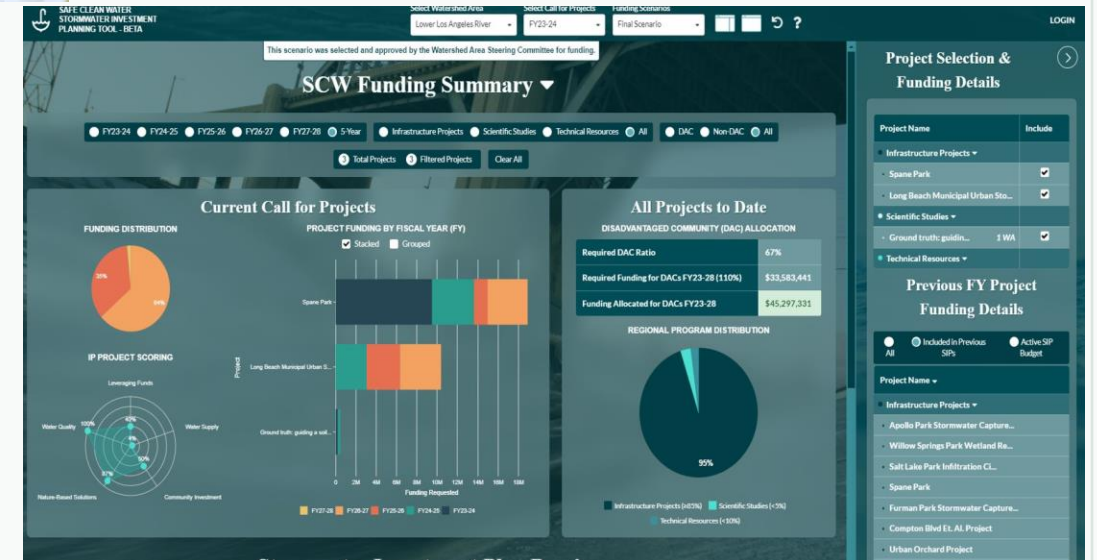 SAFE CLEAN WATER
STORMWATER INVESTMENT
PLANNING TOOL - BETA
Select Watershed Area
Lower Los Angeles River
Select Call for Projects
FY23-24
Funding Scenarios
Final Scenario
?
LOGIN
This scenario was selected and approved by the Watershed Area Steering Committee for funding.
SCW Funding Summary
FY23-24 FY24-25 FY25-26 FY26-27 FY27-28 5-Year
Infrastructure Projects Scientific Studies Technical Resources All
DAC Non-DAC All
3 Total Projects 3 Filtered Projects Clear All
Current Call for Projects
FUNDING DISTRIBUTION
IP PROJECT SCORING
Leveraging Funds
Water Quality
100%
Water Supply
Nature-Based Solutions
Community Investment
50%
PROJECT FUNDING BY FISCAL YEAR (FY)
Stacked Grouped
Project
Spane Park
Long Beach Municipal Urban S...
Ground truth: guiding a soil...
0 2M 4M 6M 8M 10M 12M 14M 16M 18M
Funding Requested
FY27-28 FY26-27 FY25-26 FY24-25 FY23-24
All Projects to Date
DISADVANTAGED COMMUNITY (DAC) ALLOCATION
Required DAC Ratio 67%
Required Funding for DACs FY23-28 (110%) $33,583,441
Funding Allocated for DACs FY23-28 $45,297,331
REGIONAL PROGRAM DISTRIBUTION
95%
Infrastructure Projects (>85%) Scientific Studies (<5%)
Technical Resources (<10%)
Project Selection &
Funding Details
Project Name Include
Infrastructure Projects
Spane Park
Long Beach Municipal Urban Sto...
Scientific Studies
Ground truth: guidin... 1 WA
Technical Resources
Previous FY Project
Funding Details
All
Included in Previous
SIPs
Active SIP
Budget
Project Name
Infrastructure Projects
Apollo Park Stormwater Capture...
Willow Springs Park Wetland Re...
Salt Lake Park Infiltration Ci...
Spane Park
Furman Park Stormwater Capture...
Compton Blvd Et. Al. Project
Urban Orchard Project